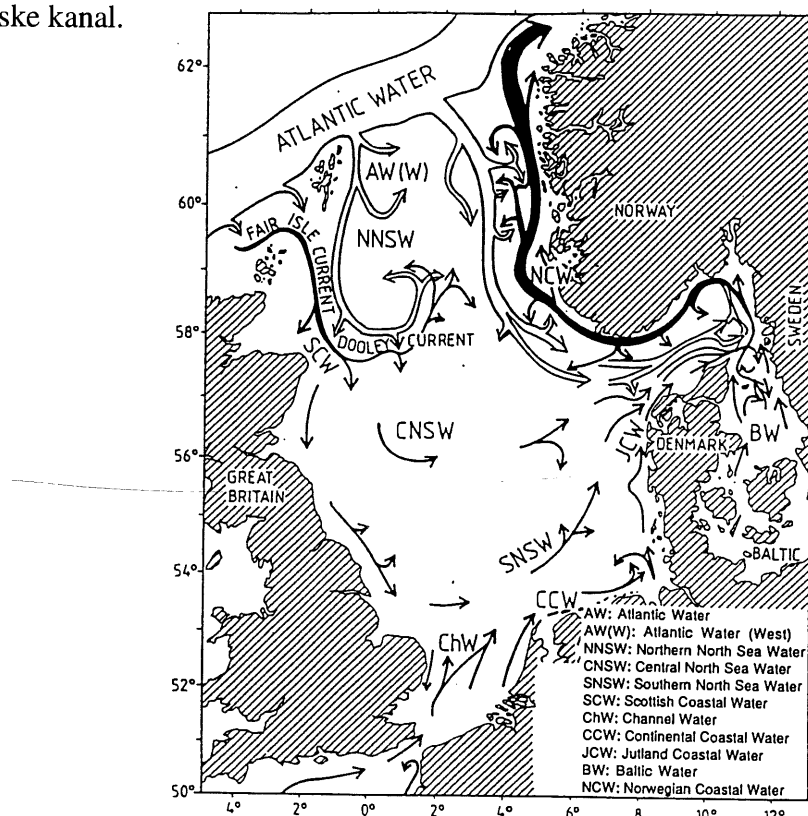 ske kanal.
62°
ATLANTIC WATER
AW(W)
60°
NORWAY
FAIR ISLE CURRENT
NNSW
NCW
SWEDEN
58°
DOOLEY CURRENT
SCW
CNSW
JCW
DENMARK
BW
56°
GREAT
BRITAIN
SNSW
BALTIC
54°
CCW
ChW
AW: Atlantic Water
AW(W): Atlantic Water (West)
NNSW: Northern North Sea Water
CNSW: Central North Sea Water
SNSW: Southern North Sea Water
SCW: Scottish Coastal Water
ChW: Channel Water
CCW: Continental Coastal Water
JCW: Jutland Coastal Water
BW: Baltic Water
NCW: Norwegian Coastal Water
52°
50°
4° 2° 0° 2° 4° 6° 8° 10° 12°